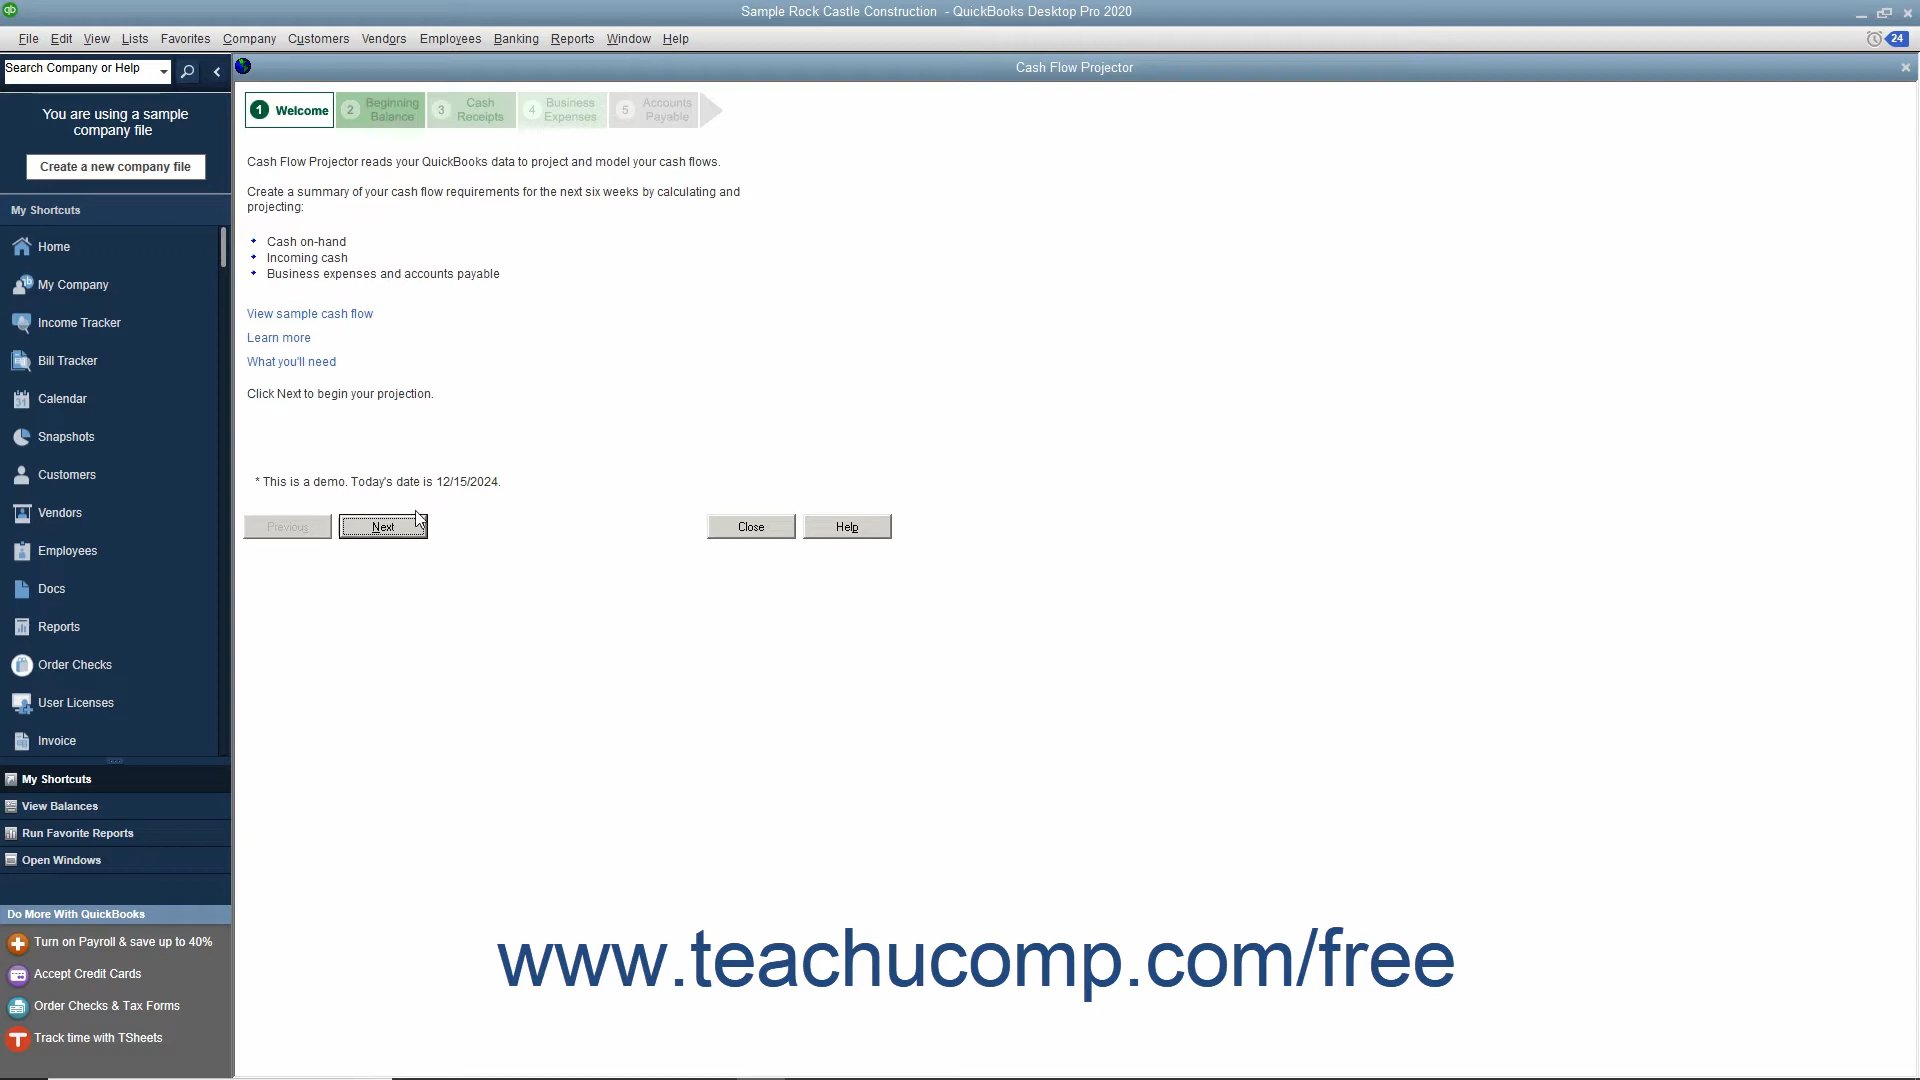 qb
Sample Rock Castle Construction - QuickBooks Desktop Pro 2020
File Edit View Lists Favorites Company Customers Vendors Employees Banking Reports Window Help
24
Search Company or Help
Cash Flow Projector
You are using a sample
company file
Create a new company file
My Shortcuts
Home
My Company
Income Tracker
Bill Tracker
31
Calendar
Snapshots
Customers
Vendors
Employees
Docs
Reports
Order Checks
User Licenses
Invoice
My Shortcuts
View Balances
Run Favorite Reports
Open Windows
Do More With QuickBooks
Turn on Payroll & save up to 40%
Accept Credit Cards
Order Checks & Tax Forms
Track time with TSheets
1 Welcome
2 Beginning
Balance
3 Cash
Receipts
4 Business
Expenses
5 Accounts
Payable
Cash Flow Projector reads your QuickBooks data to project and model your cash flows.
Create a summary of your cash flow requirements for the next six weeks by calculating and
projecting:
Cash on-hand
Incoming cash
Business expenses and accounts payable
View sample cash flow
Learn more
What you'll need
Click Next to begin your projection.
* This is a demo. Today's date is 12/15/2024.
Previous Next Close Help
www.teachucomp.com/free